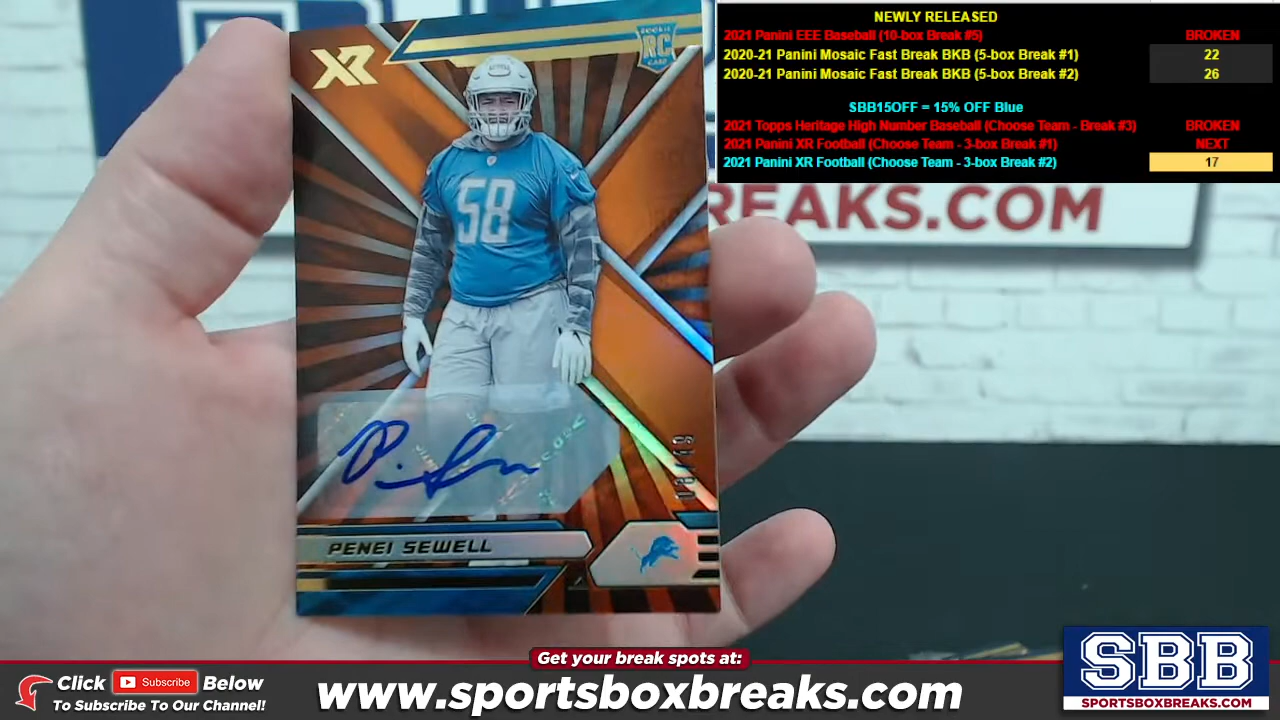 NEWLY RELEASED
2021 Panini EEE Baseball (10-box Break #5) BROKEN
2020-21 Panini Mosaic Fast Break BKB (5-box Break #1) 22
2020-21 Panini Mosaic Fast Break BKB (5-box Break #2) 26
SBB15OFF = 15% OFF Blue
2021 Topps Heritage High Number Baseball (Choose Team - Break #3) BROKEN
2021 Panini XR Football (Choose Team - 3-box Break #1) NEXT
2021 Panini XR Football (Choose Team - 3-box Break #2) 17
REAKS.COM
XR
ROOKIE
RC
CARD
58
PENEI SEWELL
Get your break spots at:
Click Subscribe Below
To Subscribe To Our Channel!
www.sportsboxbreaks.com
SBB
SPORTSBOXBREAKS.COM